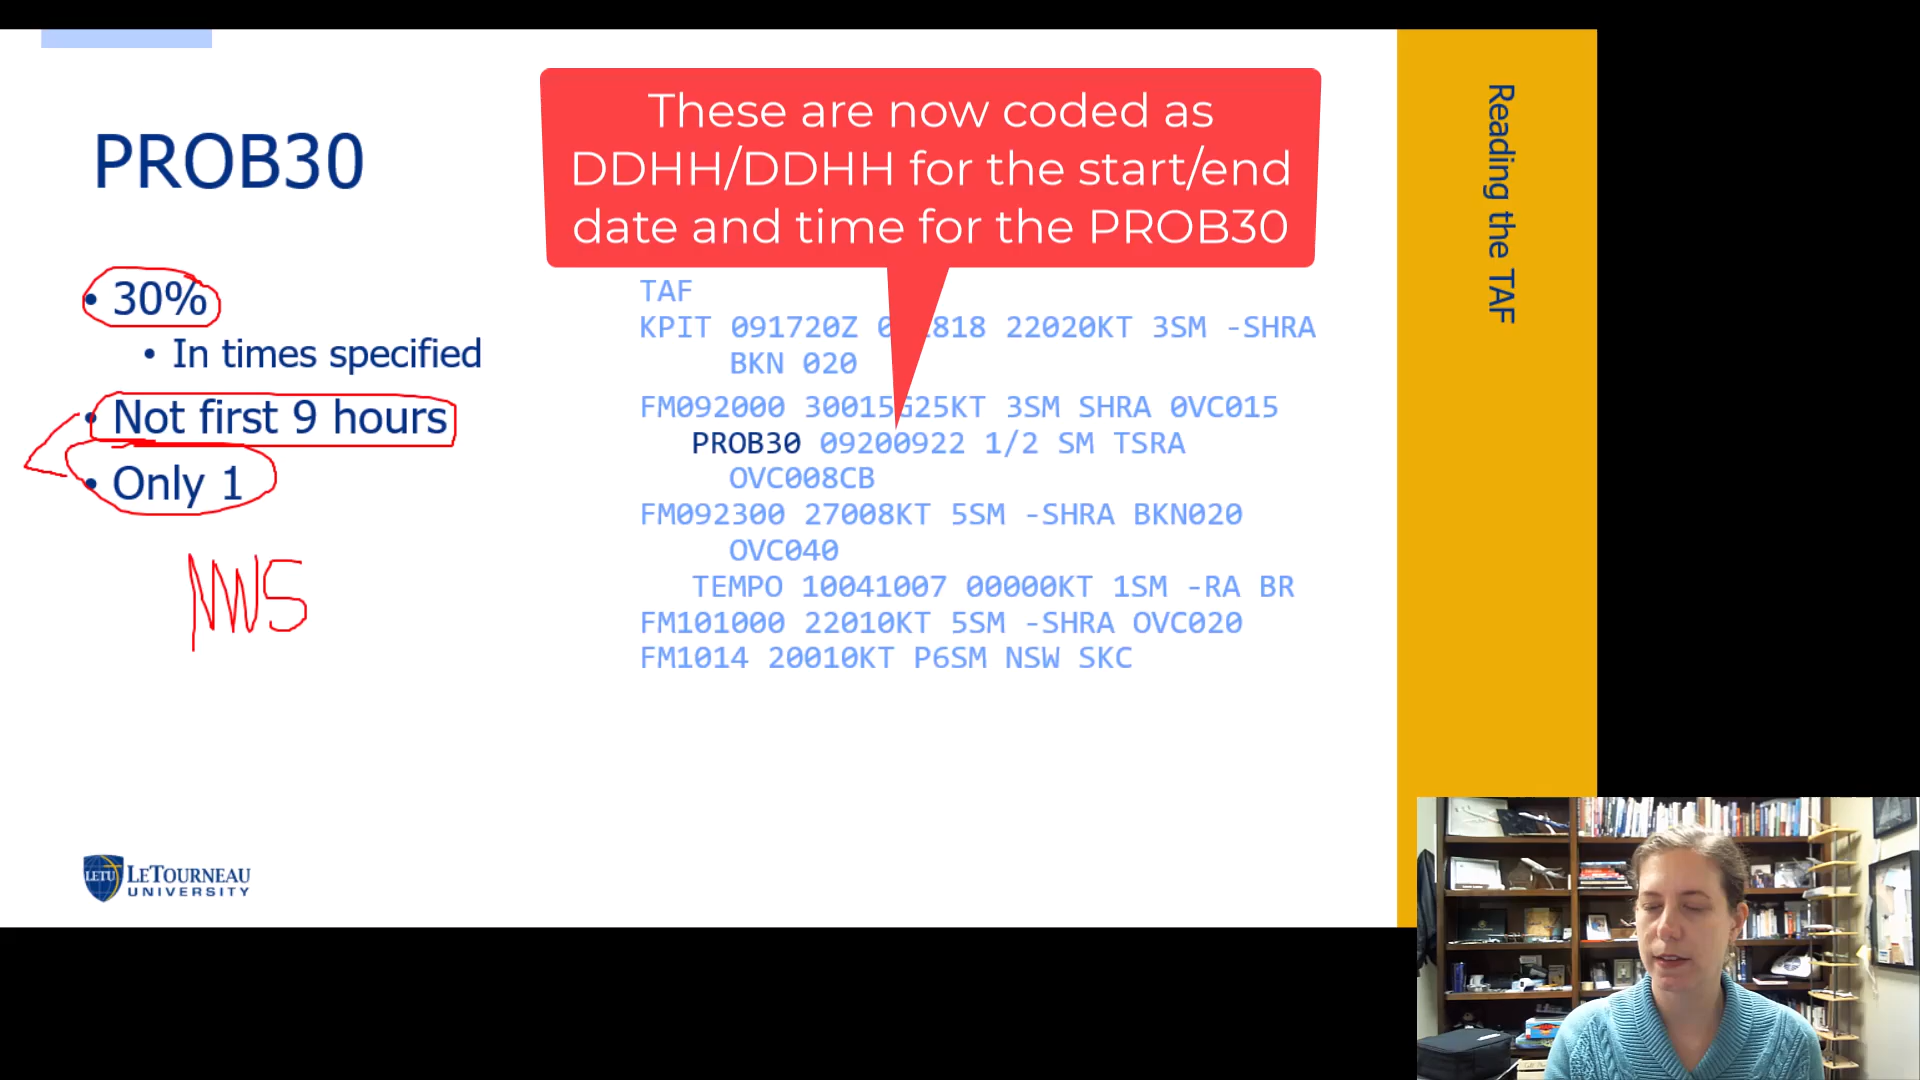 These are now coded as
DDHH/DDHH for the start/end
date and time for the PROB30
PROB30
• 30%
• In times specified
• Not first 9 hours
• Only 1
NWS
TAF
KPIT 091720Z 818 22020KT 3SM -SHRA
BKN 020
FM092000 30015G25KT 3SM SHRA 0VC015
PROB30 09200922 1/2 SM TSRA
OVC008CB
FM092300 27008KT 5SM -SHRA BKN020
OVC040
TEMPO 10041007 00000KT 1SM -RA BR
FM101000 22010KT 5SM -SHRA OVC020
FM1014 20010KT P6SM NSW SKC
Reading the TAF
LETU
LETOURNEAU
UNIVERSITY